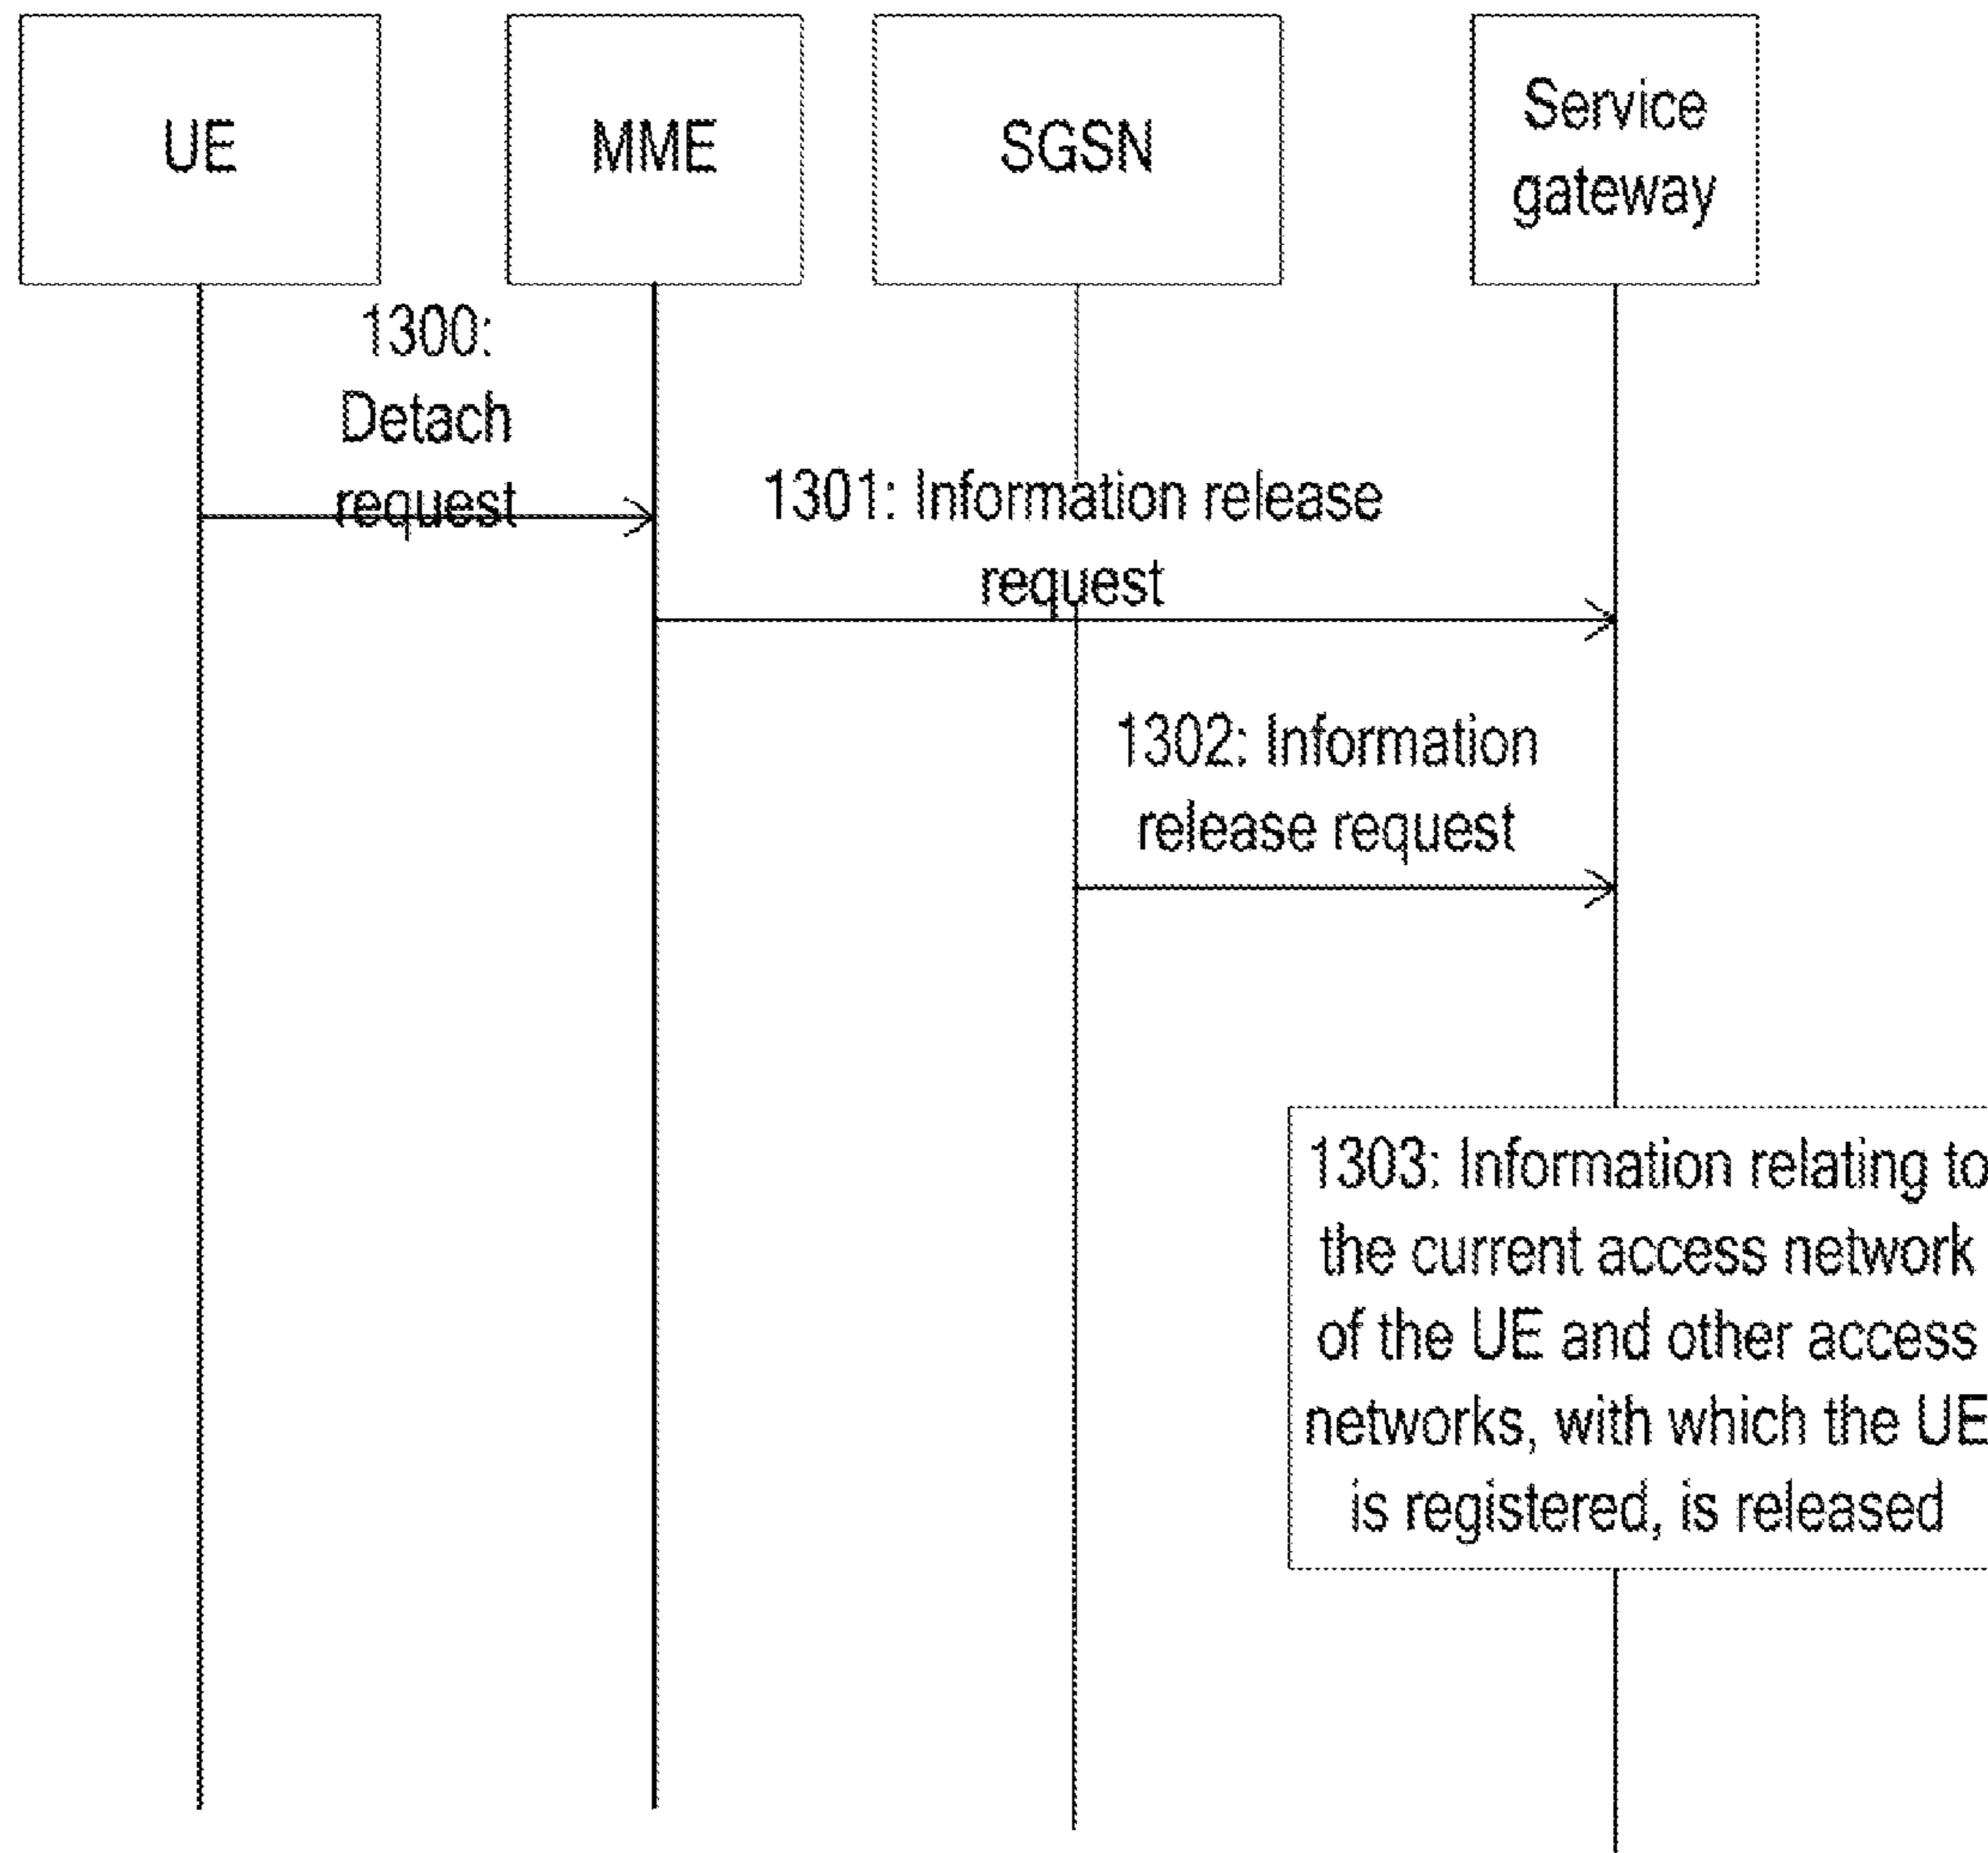 UE
MME
SGSN
Service
gateway
1300:
Detach
request
1301: Information release
request
1302: Information
release request
1303: Information relating to
the current access network
of the UE and other access
networks, with which the UE
is registered, is released